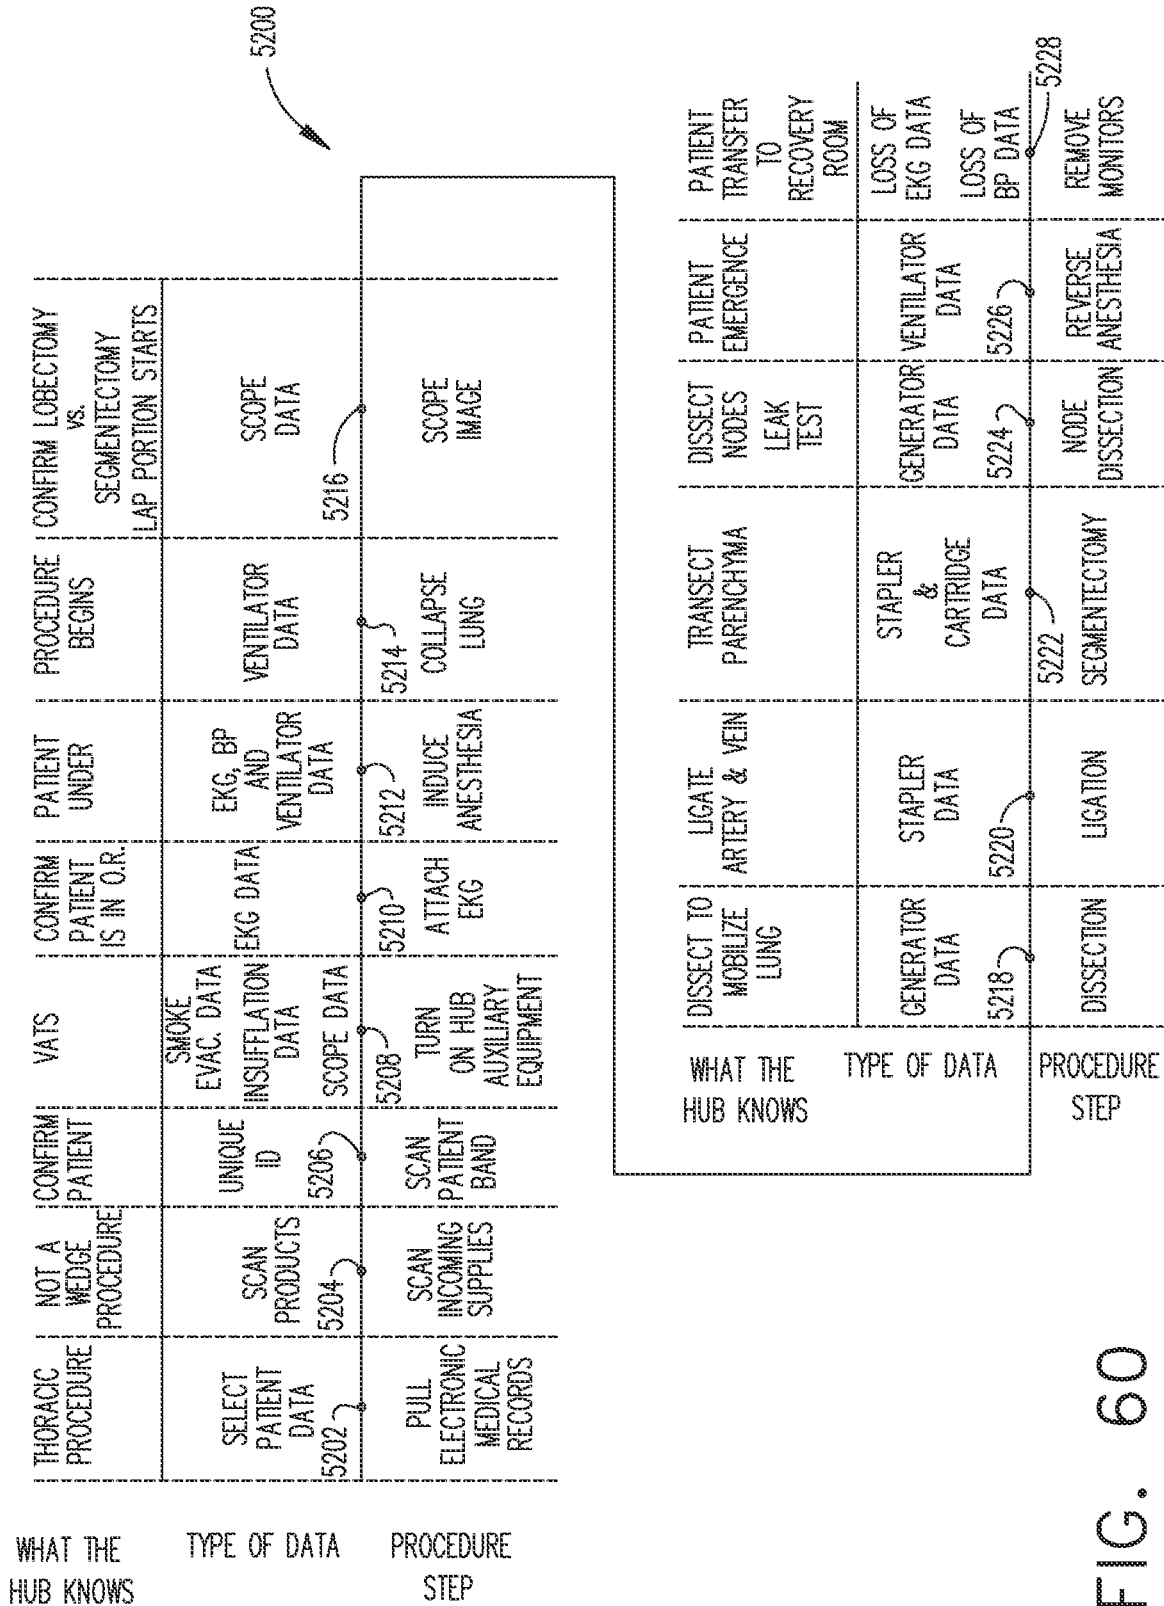 5200
WHAT THE
HUB KNOWS
THORACIC
PROCEDURE
NOT A
WEDGE
PROCEDURE
CONFIRM
PATIENT
VATS
CONFIRM
PATIENT
IS IN O.R.
PATIENT
UNDER
PROCEDURE
BEGINS
CONFIRM LOBECTOMY
vs.
SEGMENTECTOMY
LAP PORTION STARTS
TYPE OF DATA
SELECT
PATIENT
DATA
5202
SCAN
PRODUCTS
5204
UNIQUE
ID
5206
SMOKE
EVAC. DATA
INSUFFLATION
DATA
SCOPE DATA
5208
EKG DATA
5210
EKG, BP
AND
VENTILATOR
DATA
5212
VENTILATOR
DATA
5214
SCOPE
DATA
5216
PROCEDURE
STEP
PULL
ELECTRONIC
MEDICAL
RECORDS
SCAN
INCOMING
SUPPLIES
SCAN
PATIENT
BAND
TURN
ON HUB
AUXILIARY
EQUIPMENT
ATTACH
EKG
INDUCE
ANESTHESIA
COLLAPSE
LUNG
SCOPE
IMAGE
WHAT THE
HUB KNOWS
DISSECT TO
MOBILIZE
LUNG
LIGATE
ARTERY & VEIN
TRANSECT
PARENCHYMA
DISSECT
NODES
LEAK
TEST
PATIENT
EMERGENCE
PATIENT
TRANSFER
TO
RECOVERY
ROOM
TYPE OF DATA
GENERATOR
DATA
5218
STAPLER
DATA
5220
STAPLER
&
CARTRIDGE
DATA
5222
GENERATOR
DATA
5224
VENTILATOR
DATA
5226
LOSS OF
EKG DATA
LOSS OF
BP DATA
5228
PROCEDURE
STEP
DISSECTION
LIGATION
SEGMENTECTOMY
NODE
DISSECTION
REVERSE
ANESTHESIA
REMOVE
MONITORS
FIG. 60